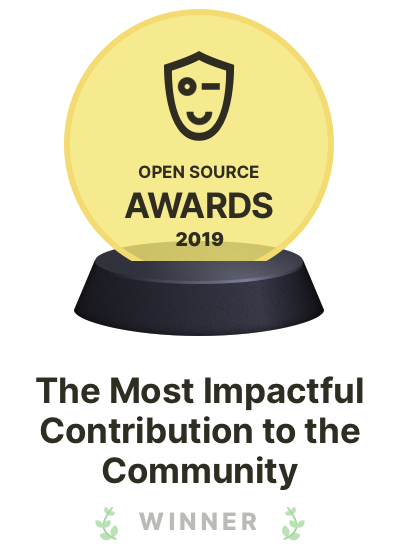 OPEN SOURCE
AWARDS
2019
The Most Impactful
Contribution to the
Community
WINNER